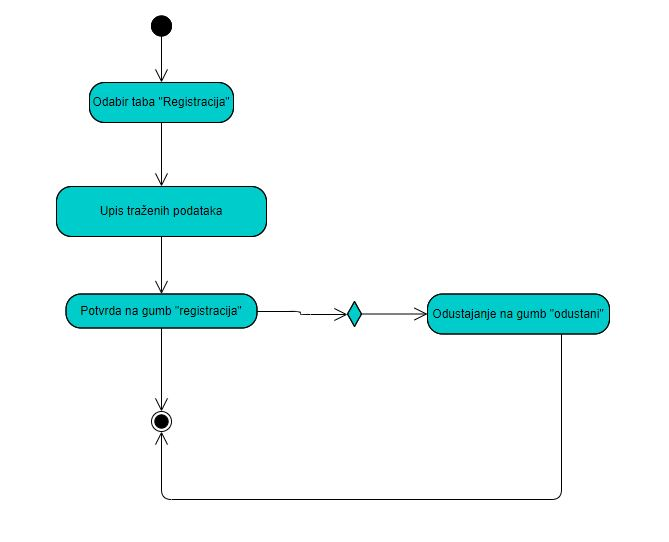 Odabir taba "Registracija"
Upis traženih podataka
Potvrda na gumb "registracija"
Odustajanje na gumb "odustani"